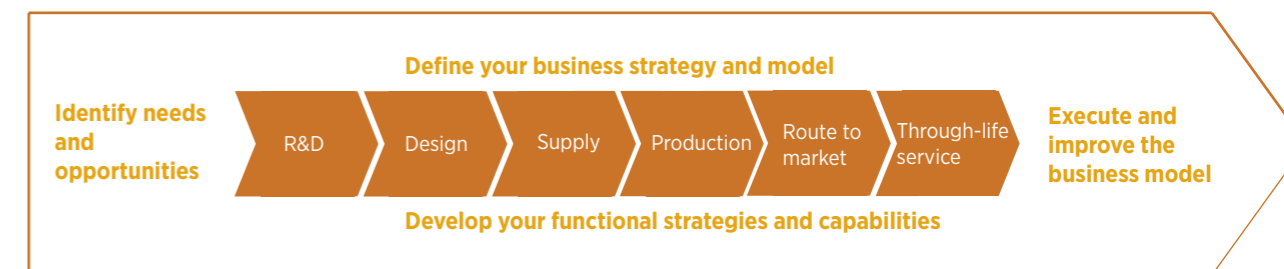 Define your business strategy and model
Identify needs
and
opportunities
R&D
Design
Supply
Production
Route to
market
Through-life
service
Execute and
improve the
business model
Develop your functional strategies and capabilities